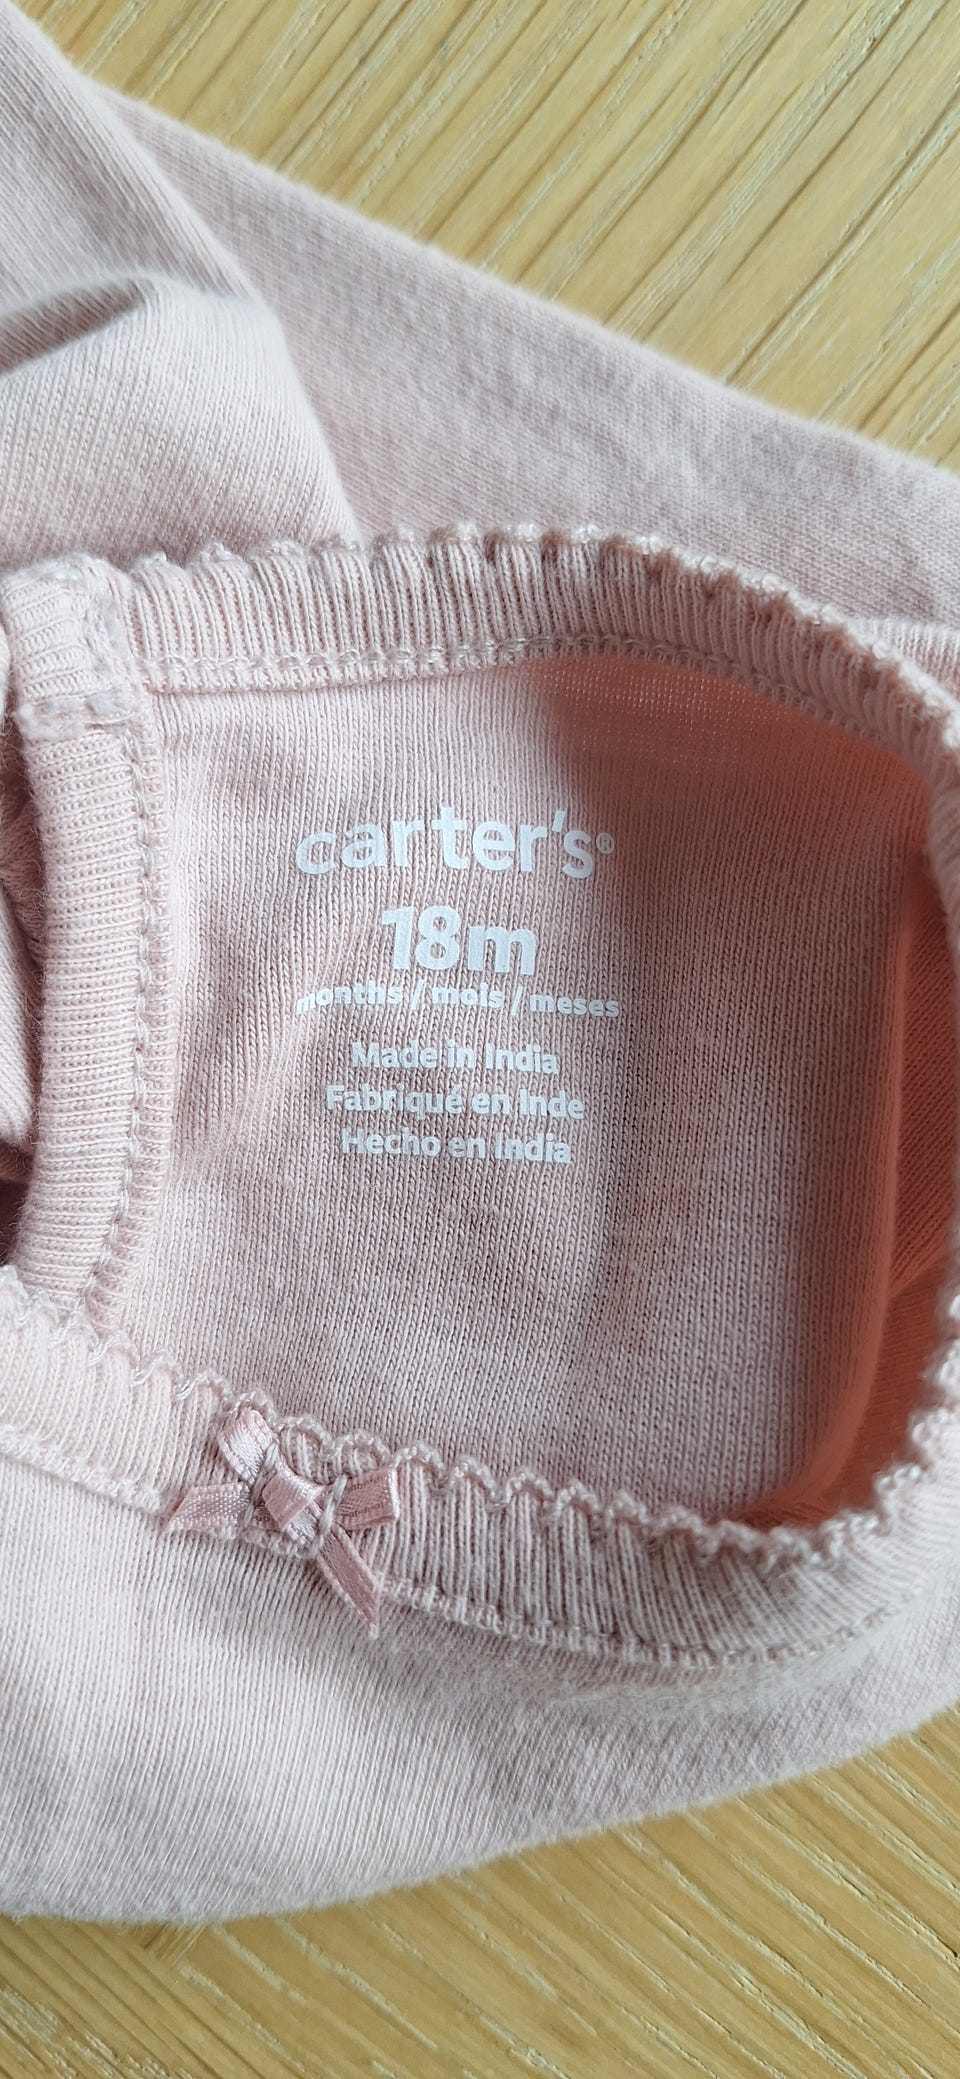 carter's®
18m
months / mois / meses
Made in India
Fabriqué en Inde
Hecho en India